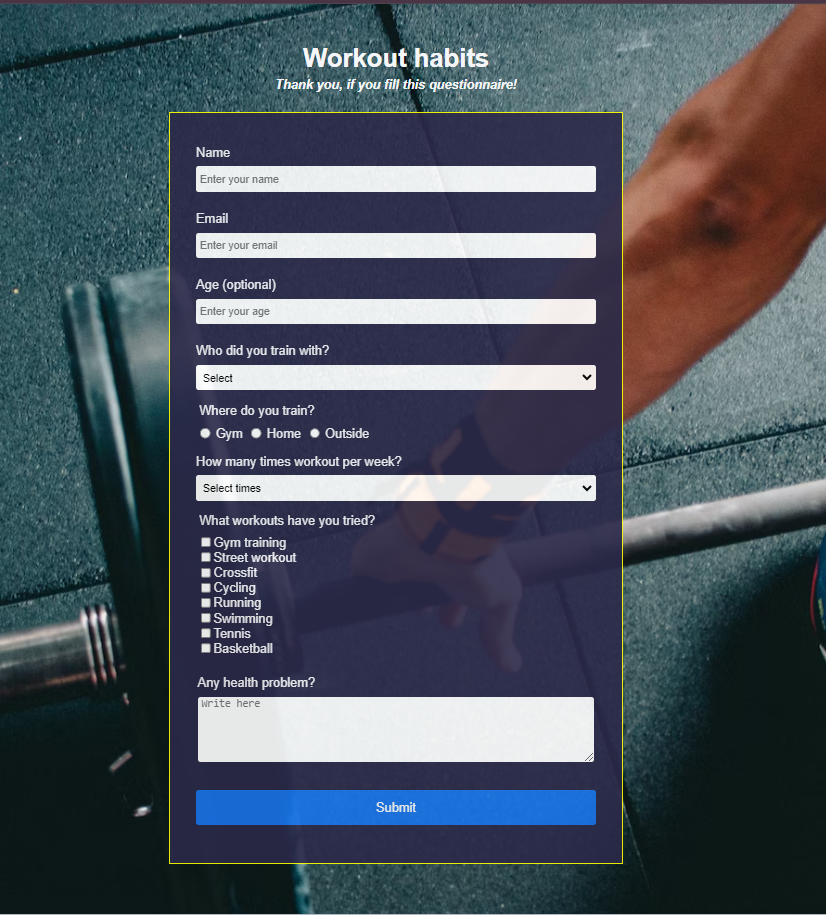 Workout habits
Thank you, if you fill this questionnaire!
Name
Enter your name
Email
Enter your email
Age (optional)
Enter your age
Who did you train with?
Select
Where do you train?
Gym Home Outside
How many times workout per week?
Select times
What workouts have you tried?
Gym training
Street workout
Crossfit
Cycling
Running
Swimming
Tennis
Basketball
Any health problem?
Write here
Submit